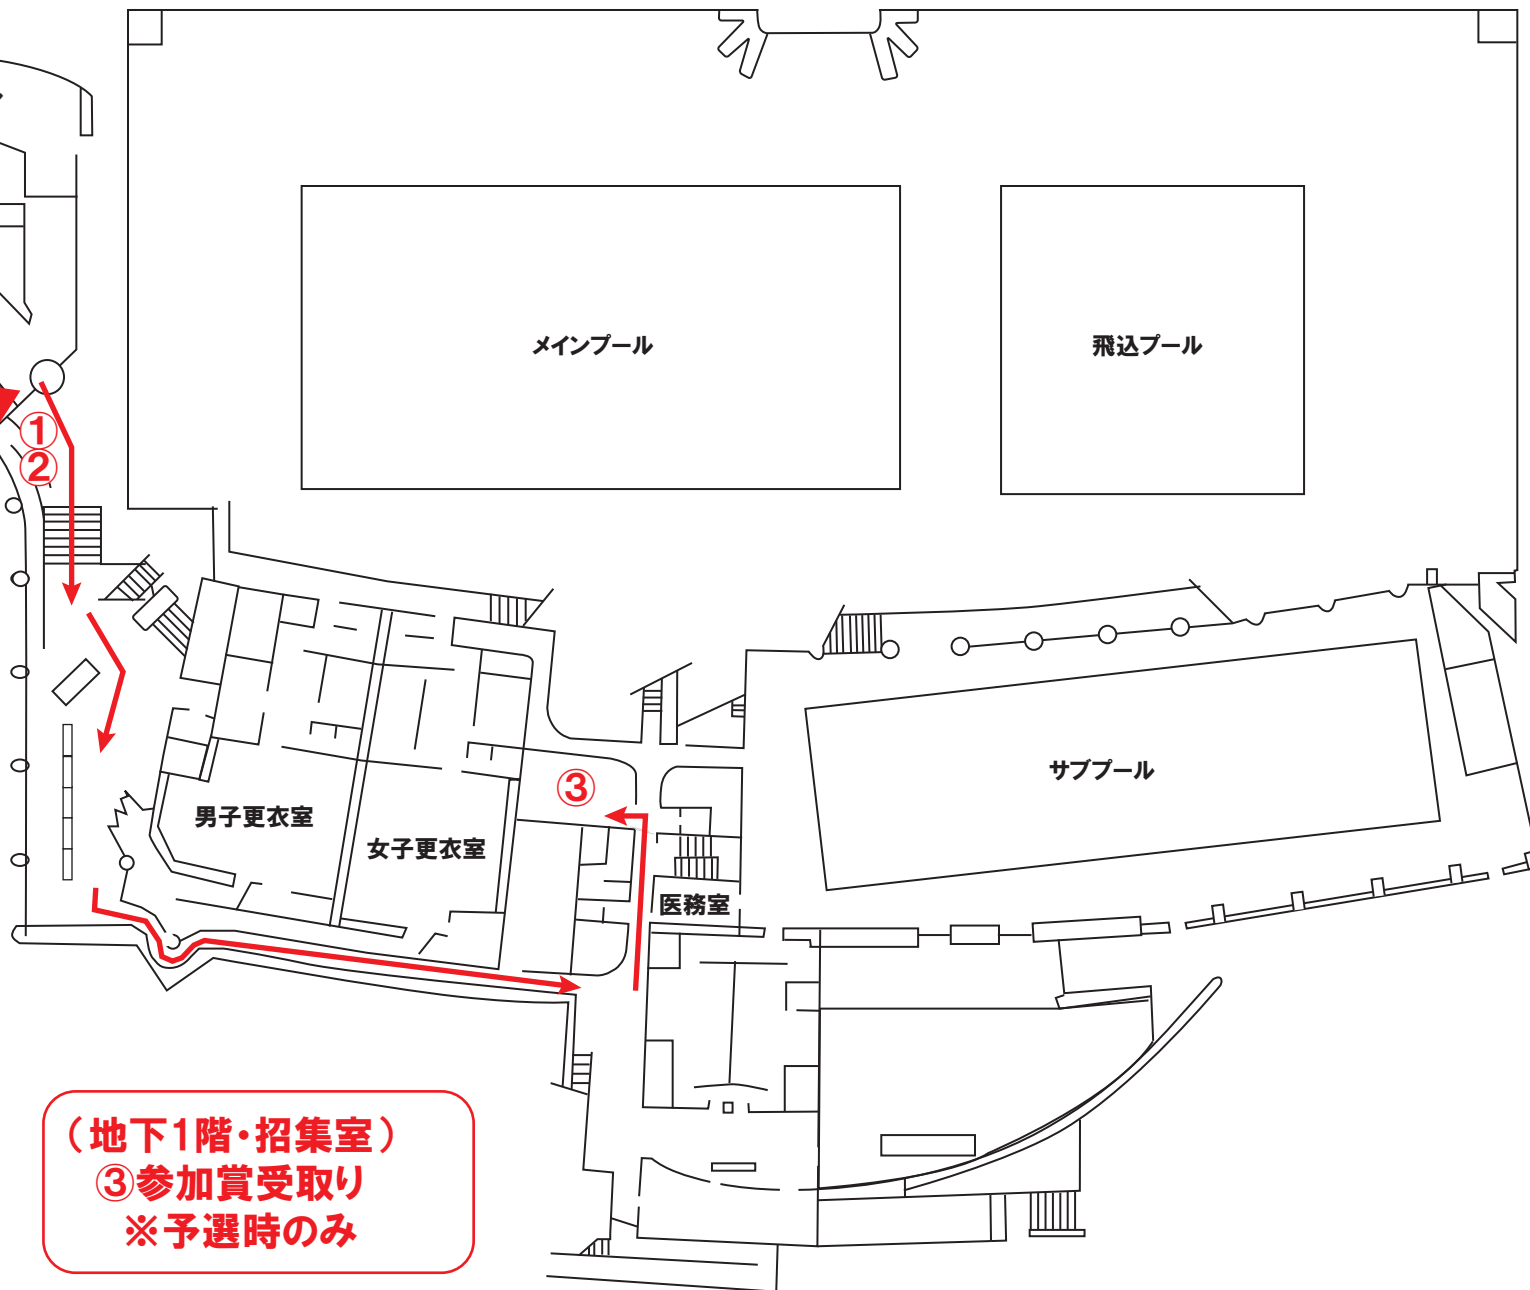 メインプール
飛込プール
①
②
サブプール
③
男子更衣室
女子更衣室
医務室
（地下1階・招集室）
③参加賞受取り
※予選時のみ